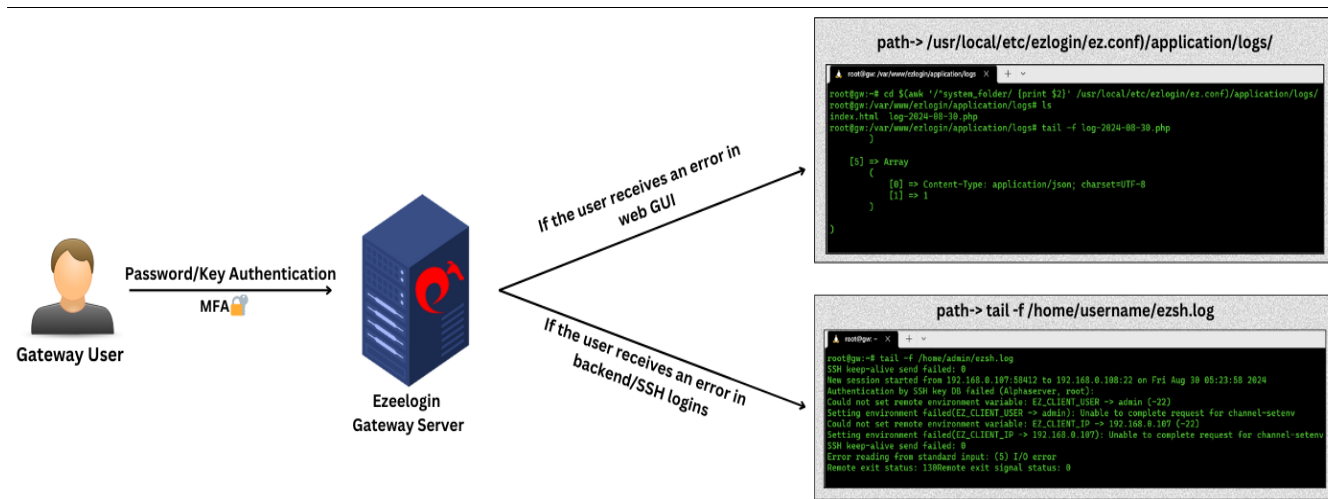 Gateway User
Password/Key Authentication
MFA
Ezeelogin
Gateway Server
If the user receives an error in
web GUI
If the user receives an error in
backend/SSH logins
path-> /usr/local/etc/ezlogin/ez.conf)/application/logs/
root@gw: /var/www/ezlogin/application/logs
root@gw:~# cd $(awk '/^system_folder/ {print $2}' /usr/local/etc/ezlogin/ez.conf)/application/logs/
root@gw:/var/www/ezlogin/application/logs# ls
index.html log-2024-08-30.php
root@gw:/var/www/ezlogin/application/logs# tail -f log-2024-08-30.php
)
[5] => Array
(
[0] => Content-Type: application/json; charset=UTF-8
[1] => 1
)
)
path-> tail -f /home/username/ezsh.log
root@gw: ~
root@gw:~# tail -f /home/admin/ezsh.log
SSH keep-alive send failed: 0
New session started from 192.168.0.107:58412 to 192.168.0.108:22 on Fri Aug 30 05:23:58 2024
Authentication by SSH key DB failed (Alphaserver, root):
Could not set remote environment variable: EZ_CLIENT_USER -> admin (-22)
Setting environment failed(EZ_CLIENT_USER -> admin): Unable to complete request for channel-setenv
Could not set remote environment variable: EZ_CLIENT_IP -> 192.168.0.107 (-22)
Setting environment failed(EZ_CLIENT_IP -> 192.168.0.107): Unable to complete request for channel-setenv
SSH keep-alive send failed: 0
Error reading from standard input: (5) I/O error
Remote exit status: 130Remote exit signal status: 0